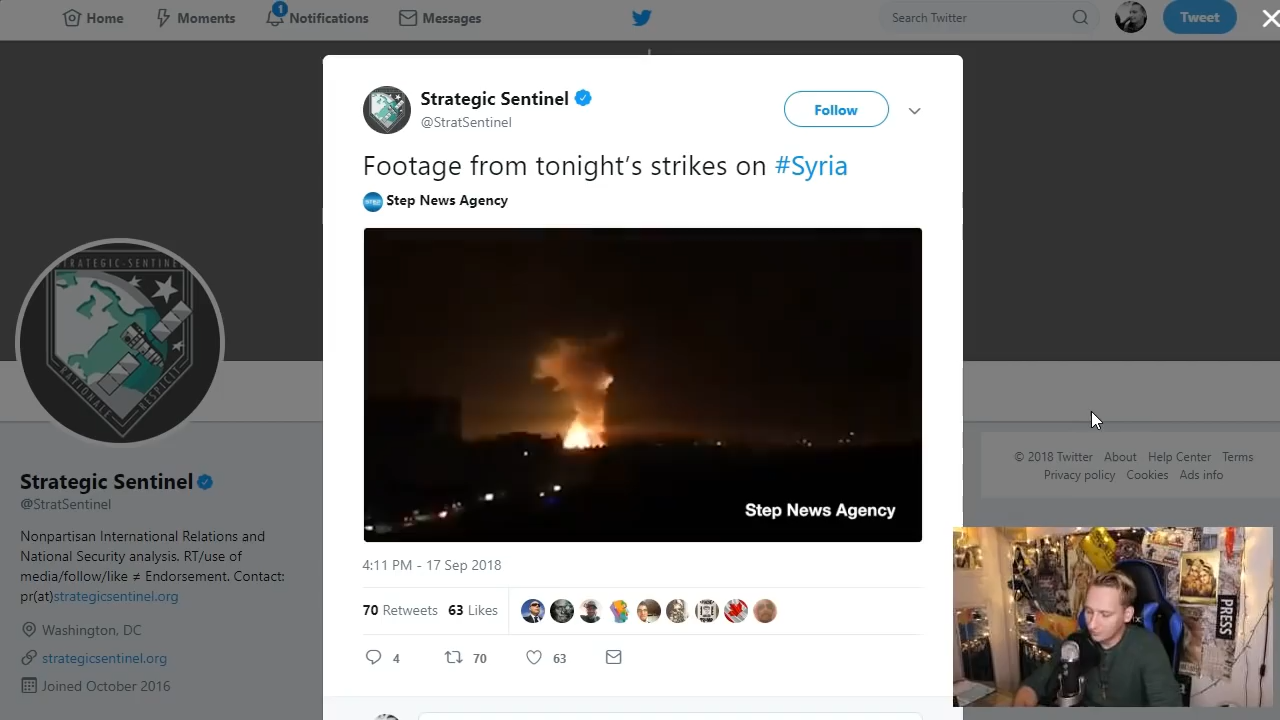 Home
Moments
1
Notifications
Messages
Search Twitter
Tweet
Strategic Sentinel
@StratSentinel
Follow
Footage from tonight's strikes on #Syria
Step News Agency
Step News Agency
4:11 PM - 17 Sep 2018
70 Retweets 63 Likes
4 70 63
STRATEGIC-SENTINEL
RATIONALE RESPICIT
Strategic Sentinel
@StratSentinel
Nonpartisan International Relations and
National Security analysis. RT/use of
media/follow/like ≠ Endorsement. Contact:
pr(at)strategicsentinel.org
Washington, DC
strategicsentinel.org
Joined October 2016
© 2018 Twitter About Help Center Terms
Privacy policy Cookies Ads info
PRESS